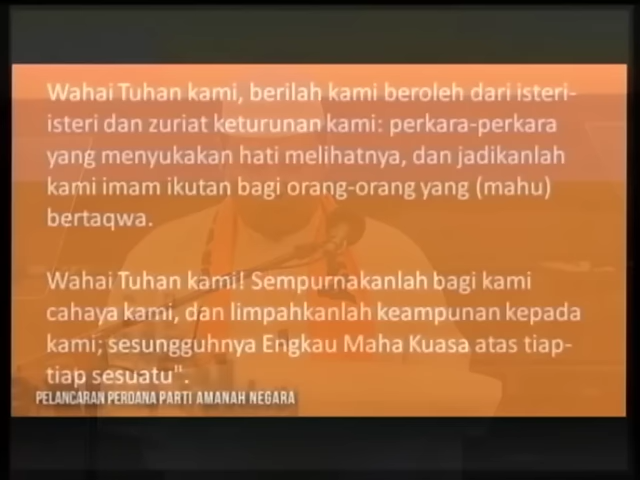 Wahai Tuhan kami, berilah kami beroleh dari isteri-
isteri dan zuriat keturunan kami: perkara-perkara
yang menyukakan hati melihatnya, dan jadikanlah
kami imam ikutan bagi orang-orang yang (mahu)
bertaqwa.
Wahai Tuhan kami! Sempurnakanlah bagi kami
cahaya kami, dan limpahkanlah keampunan kepada
kami; sesungguhnya Engkau Maha Kuasa atas tiap-
tiap sesuatu".
PELANCARAN PERDANA PARTI AMANAH NEGARA